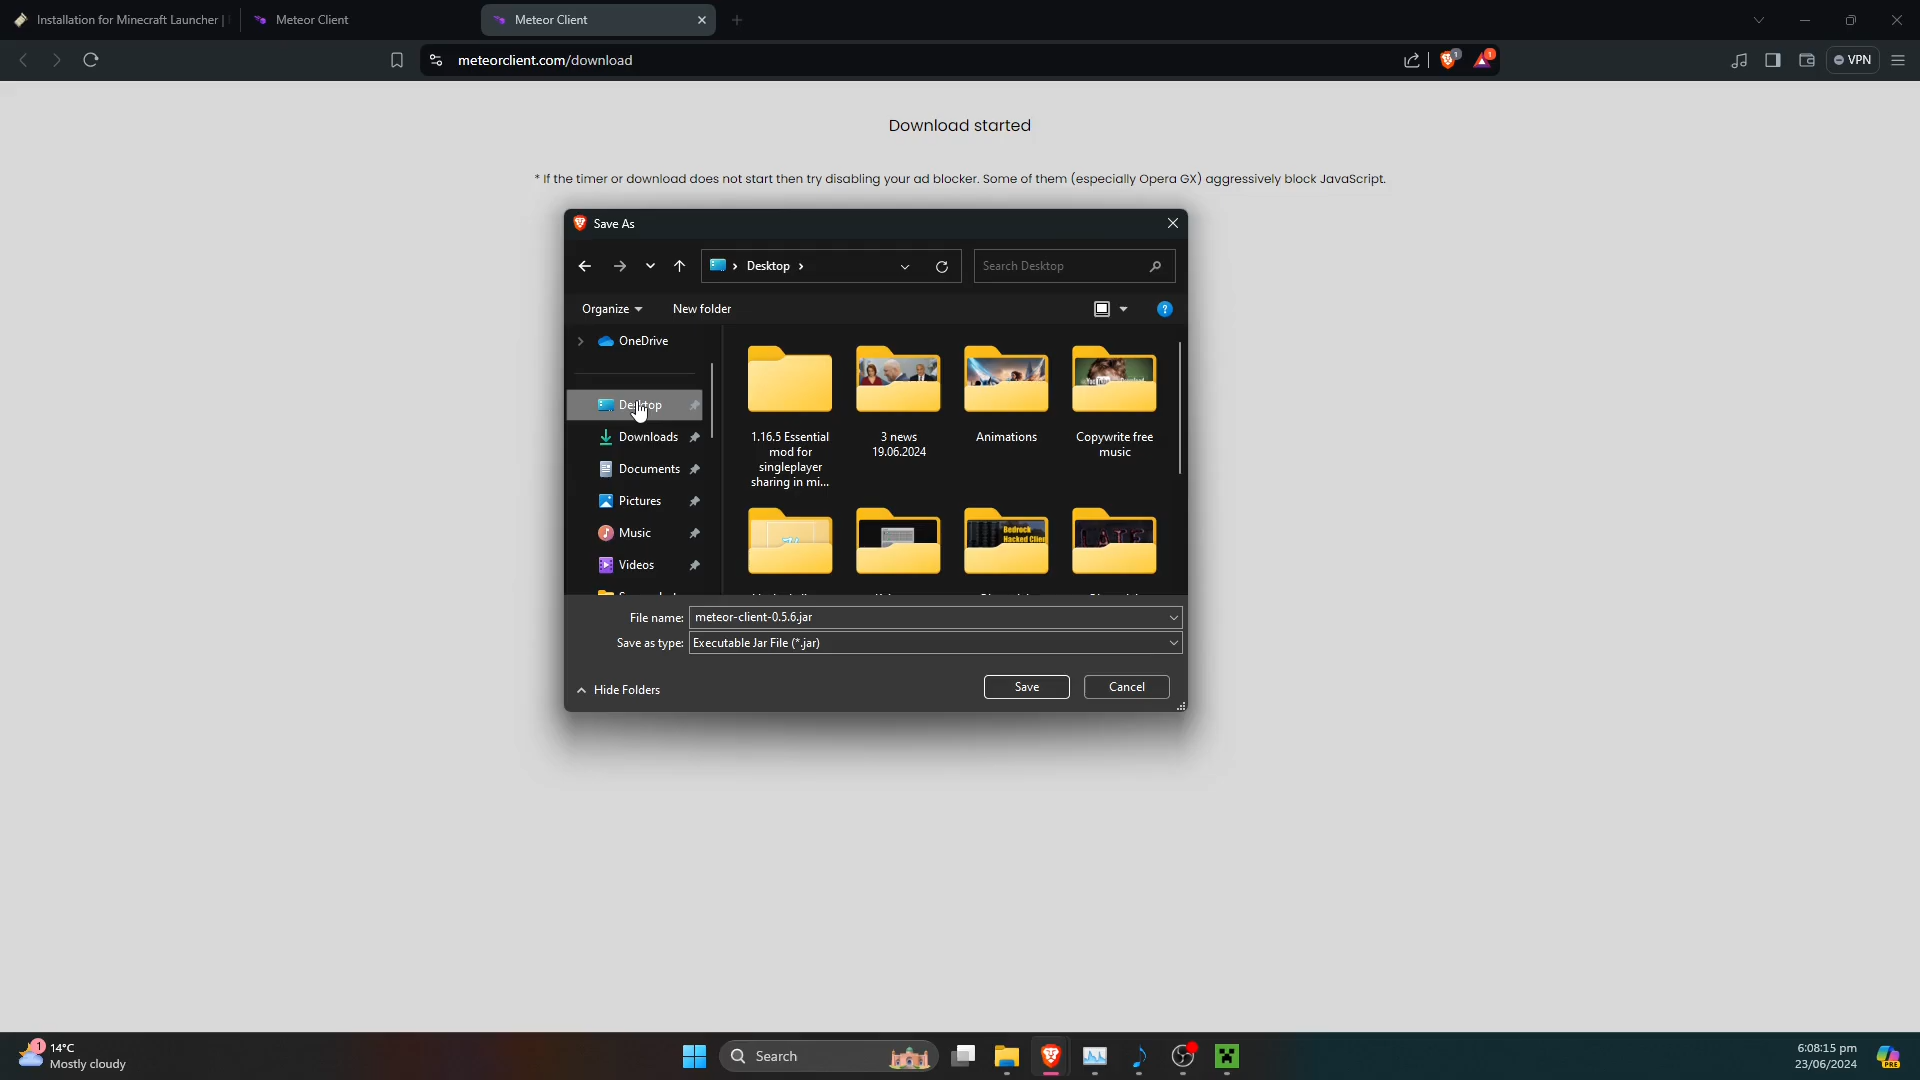 Installation for Minecraft Launcher |
Meteor Client
Meteor Client
meteorclient.com/download
1
1
VPN
Download started
* If the timer or download does not start then try disabling your ad blocker. Some of them (especially Opera GX) aggressively block JavaScript.
Save As
Desktop
Search Desktop
Organize
New folder
OneDrive
Desktop
Downloads
Documents
Pictures
Music
Videos
1.16.5 Essential
mod for
singleplayer
sharing in mi...
3 news
19.06.2024
Animations
Copywrite free
music
Bedrock
Hacked Clien
File name:
meteor-client-0.5.6.jar
Save as type:
Executable Jar File (*.jar)
Hide Folders
Save
Cancel
1
14°C
Mostly cloudy
Search
6:08:15 pm
23/06/2024
PRE